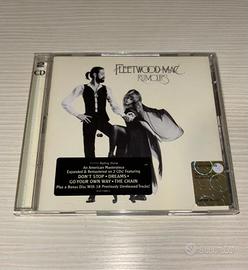 2
CD
FLEETWOOD MAC
RUMOURS
An American Masterpiece
Expanded & Remastered on 2 CDs! Featuring
DON'T STOP • DREAMS •
GO YOUR OWN WAY • THE CHAIN
Plus a Bonus Disc With 18 Previously Unreleased Tracks!
SUBITO